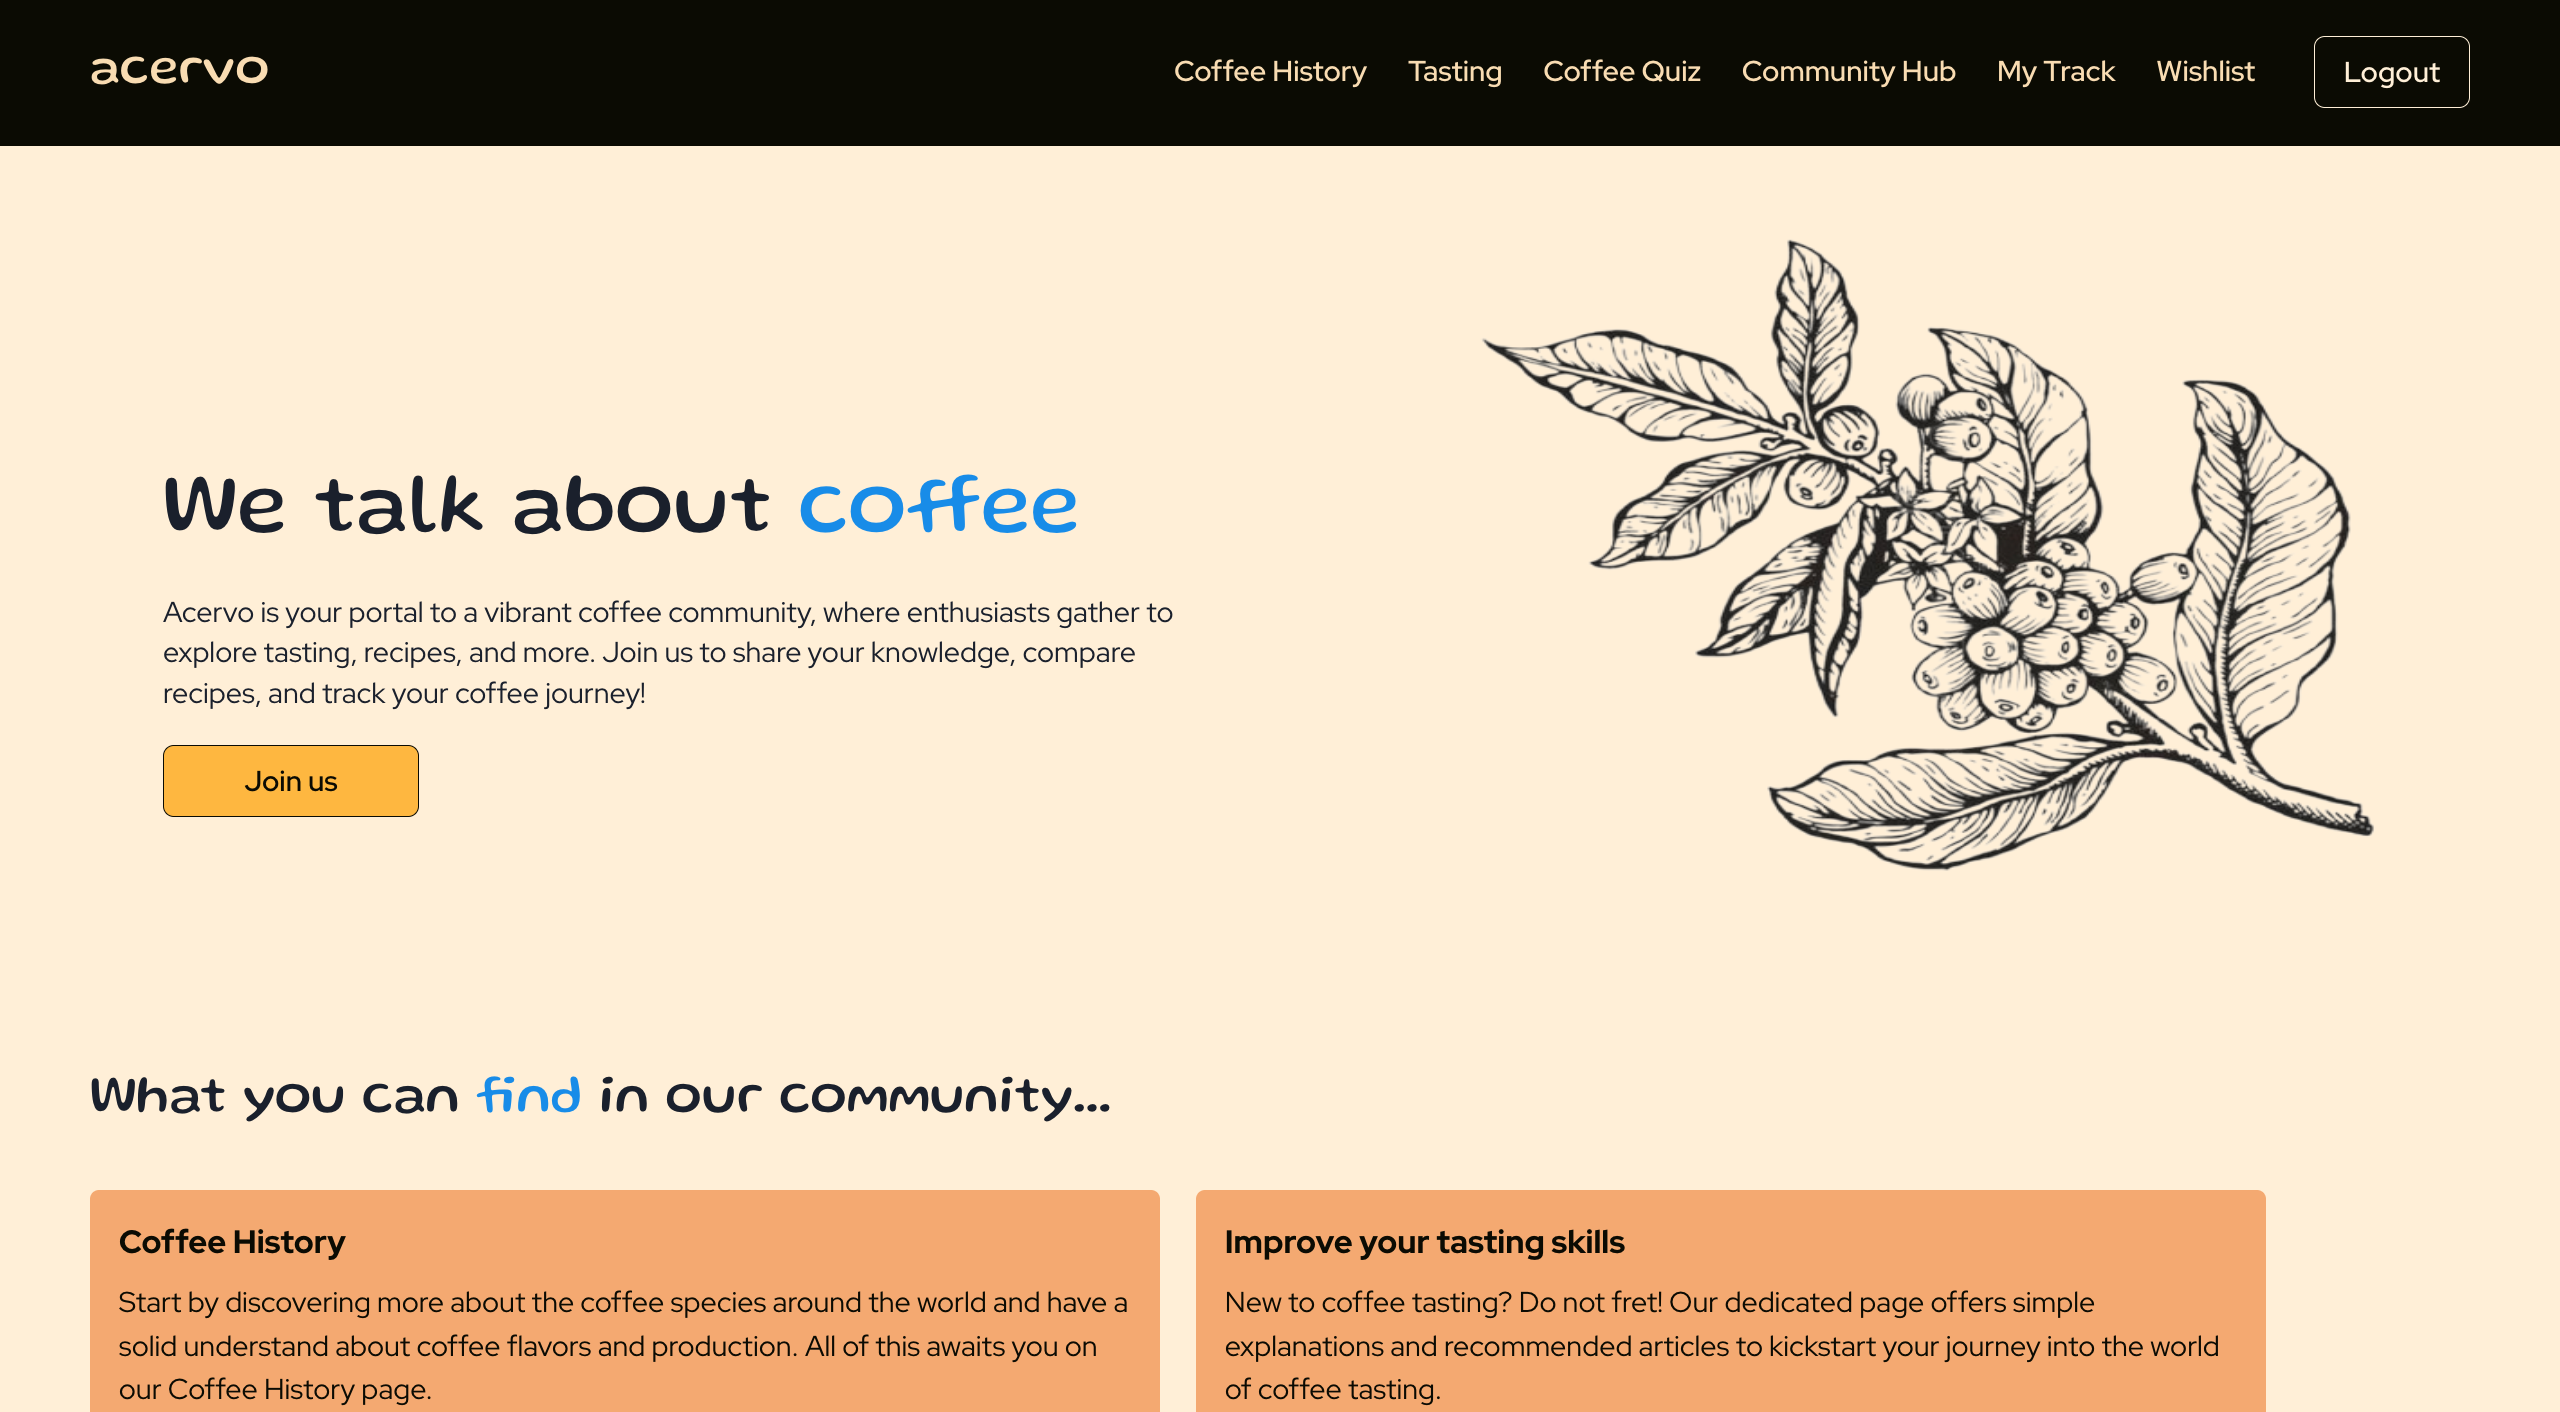 acervo
Coffee History
Tasting
Coffee Quiz
Community Hub
My Track
Wishlist
Logout
We talk about coffee
Acervo is your portal to a vibrant coffee community, where enthusiasts gather to
explore tasting, recipes, and more. Join us to share your knowledge, compare
recipes, and track your coffee journey!
Join us
What you can find in our community...
Coffee History
Start by discovering more about the coffee species around the world and have a
solid understand about coffee flavors and production. All of this awaits you on
our Coffee History page.
Improve your tasting skills
New to coffee tasting? Do not fret! Our dedicated page offers simple
explanations and recommended articles to kickstart your journey into the world
of coffee tasting.